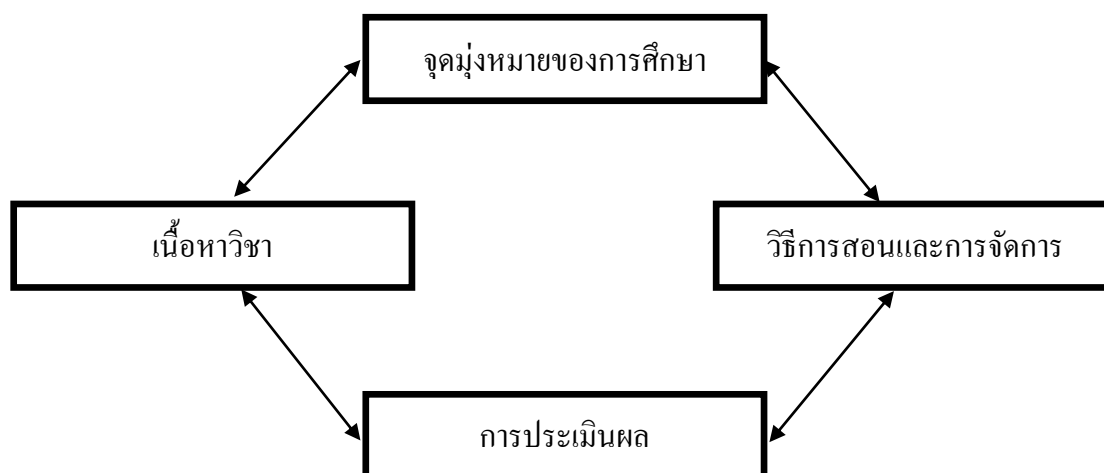 จุดมุ่งหมายของการศึกษา
เนื้อหาวิชา
วิธีการสอนและการจัดการ
การประเมินผล